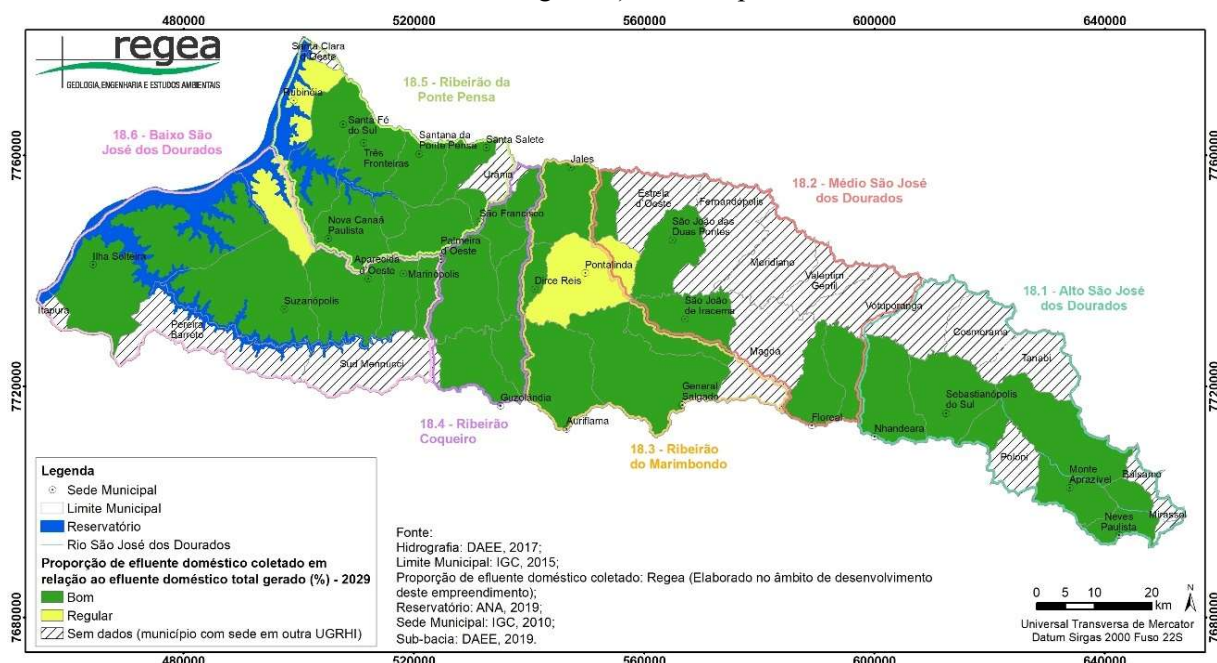 480000 520000 560000 600000 640000
regea
GEOLOGIA, ENGENHARIA E ESTUDOS AMBIENTAIS
Santa Clara
d'Oeste
18.5 - Ribeirão da
Ponte Pensa
Rubinéia
Santa Fé
do Sul
Santana da
Ponte Pensa
Santa Salete
18.6 - Baixo São
José dos Dourados
Três
Fronteiras
7760000
7760000
Jales
Urânia
18.2 - Médio São José
dos Dourados
Estrela
d'Oeste
Fernandópolis
São Francisco
São João das
Duas Pontes
Nova Canaã
Paulista
Palmeira
d'Oeste
Ilha Solteira
Aparecida
d'Oeste
Marinópolis
Pontalinda
Dirce Reis
Meridiano
Valentim
Gentil
Votuporanga
18.1 - Alto São José
dos Dourados
Suzanápolis
São João
de Iracema
Itapura
Pereira
Barreto
Cosmorama
Tanabi
Sud Mennucci
Magda
7720000
7720000
General
Salgado
Sebastianópolis
do Sul
Guzolândia
Auriflama
Floreal
Nhandeara
18.4 - Ribeirão
Coqueiro
18.3 - Ribeirão
do Marimbondo
Poloni
Monte
Aprazível
Bálsamo
Mirassol
Neves
Paulista
Legenda
Sede Municipal
Limite Municipal
Reservatório
Rio São José dos Dourados
Proporção de efluente doméstico coletado em
relação ao efluente doméstico total gerado (%) - 2029
Bom
Regular
Sem dados (município com sede em outra UGRHI)
Fonte:
Hidrografia: DAEE, 2017;
Limite Municipal: IGC, 2015;
Proporção de efluente doméstico coletado: Regea (Elaborado no âmbito de desenvolvimento
deste empreendimento);
Reservatório: ANA, 2019;
Sede Municipal: IGC, 2010;
Sub-bacia: DAEE, 2019.
0 10 20
km
N
Universal Transversa de Mercator
Datum Sirgas 2000 Fuso 22S
7680000
7680000
480000 520000 560000 600000 640000